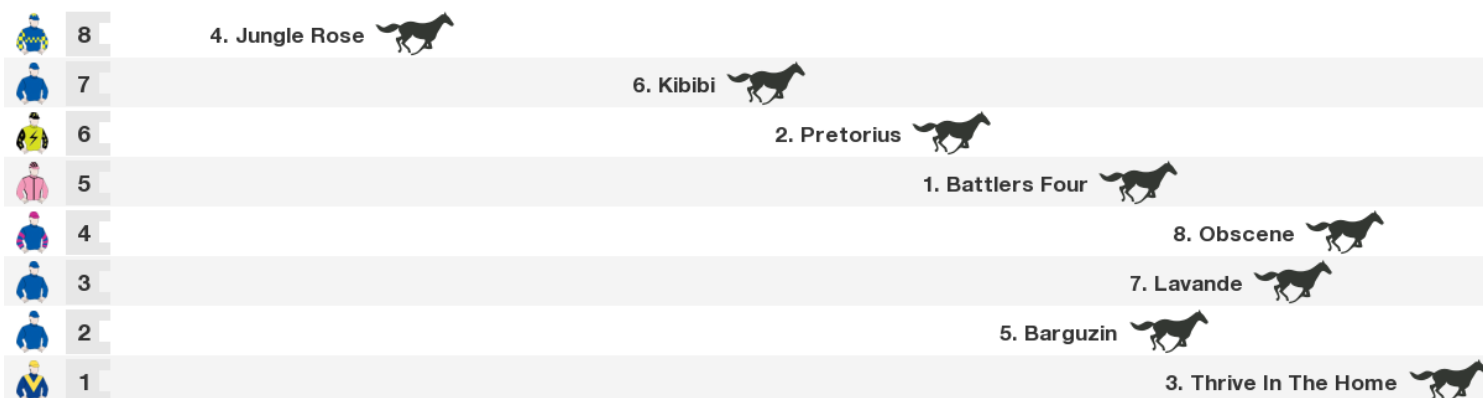 8 4. Jungle Rose
7 6. Kibibi
6 2. Pretorius
5 1. Battlers Four
4 8. Obscene
3 7. Lavande
2 5. Barguzin
1 3. Thrive In The Home